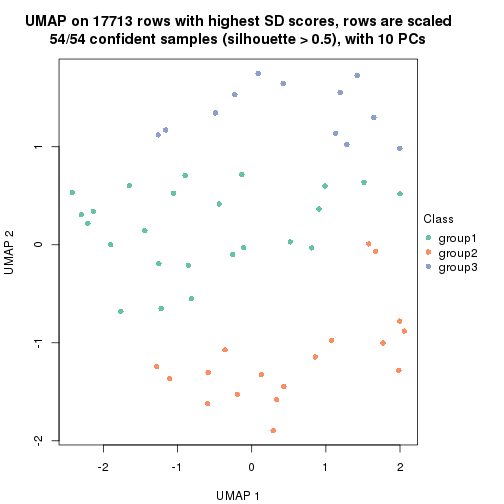 UMAP on 17713 rows with highest SD scores, rows are scaled
54/54 confident samples (silhouette > 0.5), with 10 PCs
UMAP 2
1
0
-1
-2
-2
-1
0
1
2
UMAP 1
Class
group1
group2
group3